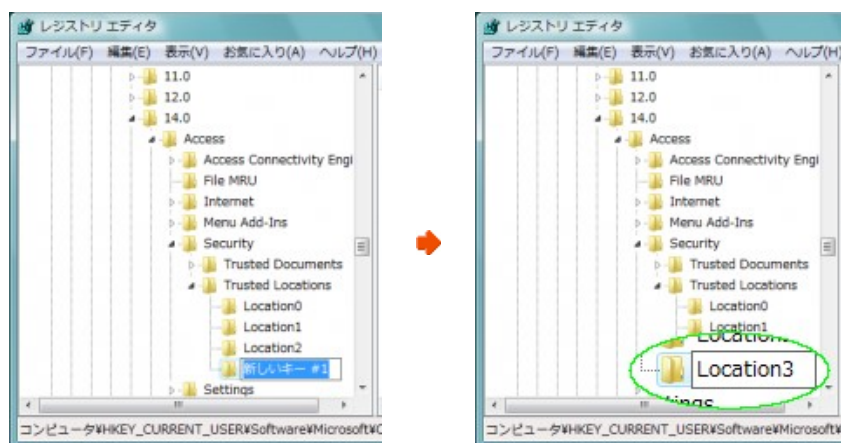 レジストリ エディタ
ファイル(F) 編集(E) 表示(V) お気に入り(A) ヘルプ(H)
11.0
12.0
14.0
Access
Access Connectivity Engi
File MRU
Internet
Menu Add-Ins
Security
Trusted Documents
Trusted Locations
Location0
Location1
Location2
新しいキー #1
Settings
コンピュータ¥HKEY_CURRENT_USER¥Software¥Microsoft¥O
レジストリ エディタ
ファイル(F) 編集(E) 表示(V) お気に入り(A) ヘルプ(H)
11.0
12.0
14.0
Access
Access Connectivity Engi
File MRU
Internet
Menu Add-Ins
Security
Trusted Documents
Trusted Locations
Location0
Location1
Location3
コンピュータ¥HKEY_CURRENT_USER¥Software¥Microsoft¥